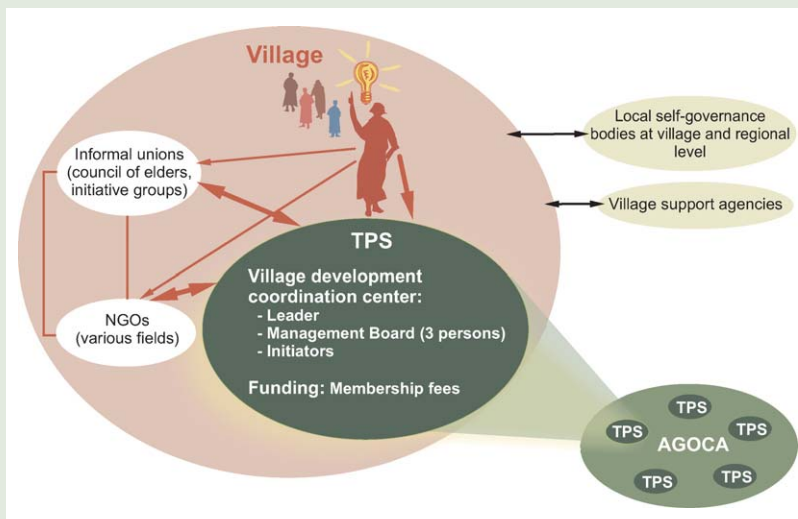 Village
Informal unions
(council of elders,
initiative groups)
NGOs
(various fields)
TPS
Village development
coordination center:
- Leader
- Management Board (3 persons)
- Initiators
Funding: Membership fees
Local self-governance
bodies at village and regional
level
Village support agencies
TPS
TPS
TPS
AGOCA
TPS
TPS